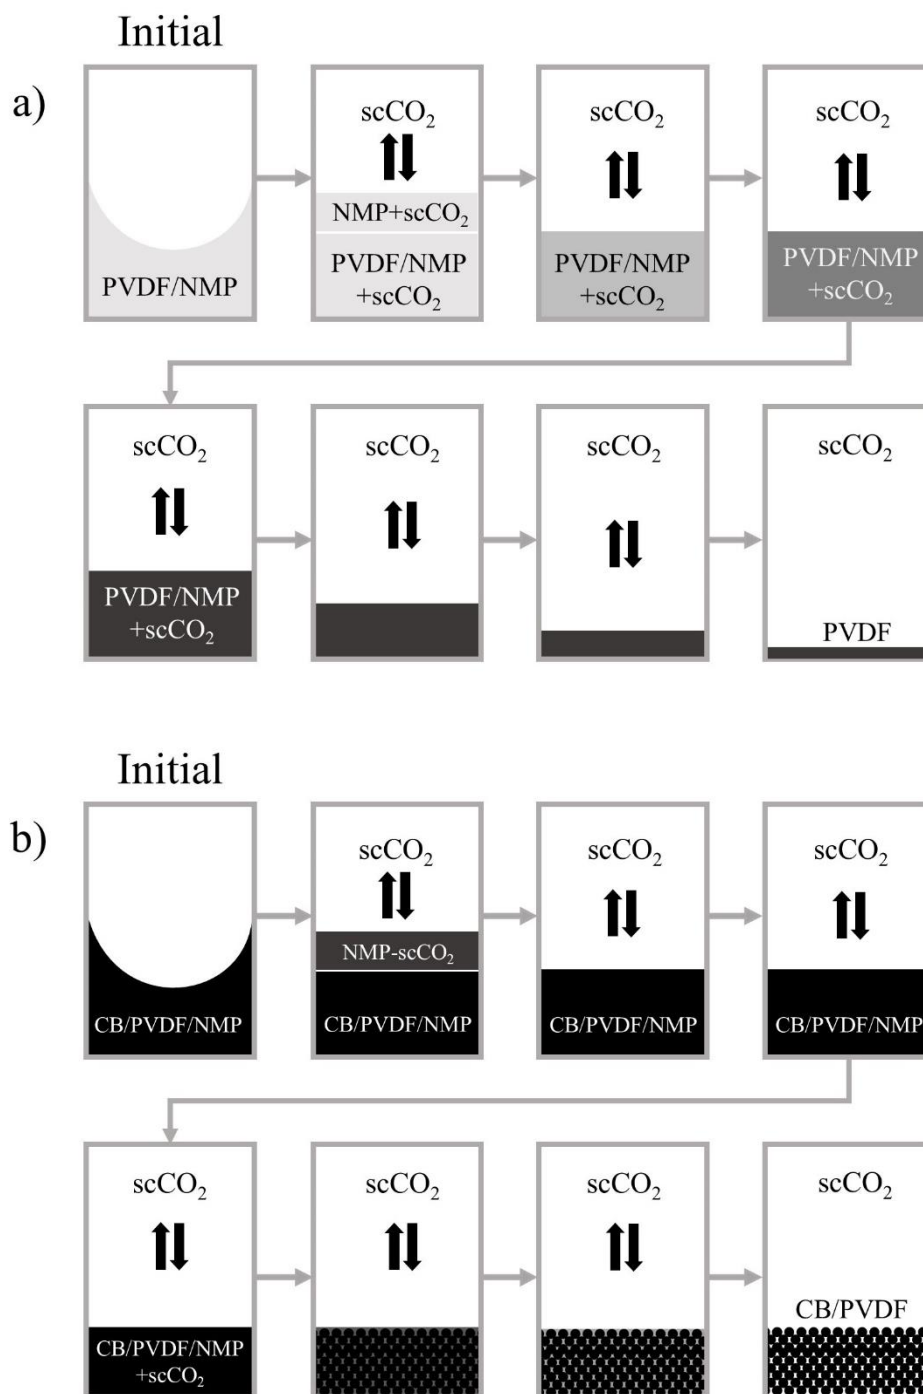 Initial
a)
PVDF/NMP
scCO₂
NMP+scCO₂
PVDF/NMP
+scCO₂
scCO₂
PVDF/NMP
+scCO₂
scCO₂
PVDF/NMP
+scCO₂
scCO₂
PVDF/NMP
+scCO₂
scCO₂
scCO₂
scCO₂
PVDF
Initial
b)
CB/PVDF/NMP
scCO₂
NMP-scCO₂
CB/PVDF/NMP
scCO₂
CB/PVDF/NMP
scCO₂
CB/PVDF/NMP
scCO₂
CB/PVDF/NMP
+scCO₂
scCO₂
scCO₂
scCO₂
CB/PVDF